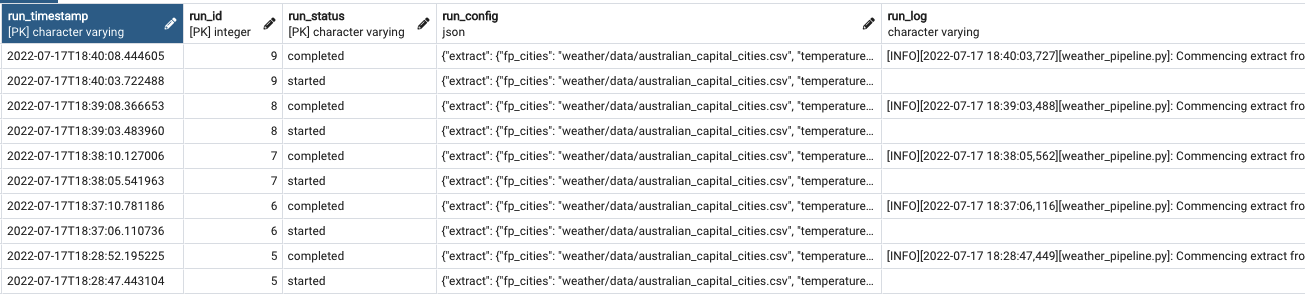 run_timestamp run_id run_status run_config run_log
[PK] character varying [PK] integer [PK] character varying json character varying
2022-07-17T18:40:08.444605 9 completed {"extract": {"fp_cities": "weather/data/australian_capital_cities.csv", "temperature... [INFO][2022-07-17 18:40:03,727][weather_pipeline.py]: Commencing extract fro
2022-07-17T18:40:03.722488 9 started {"extract": {"fp_cities": "weather/data/australian_capital_cities.csv", "temperature...
2022-07-17T18:39:08.366653 8 completed {"extract": {"fp_cities": "weather/data/australian_capital_cities.csv", "temperature... [INFO][2022-07-17 18:39:03,488][weather_pipeline.py]: Commencing extract fro
2022-07-17T18:39:03.483960 8 started {"extract": {"fp_cities": "weather/data/australian_capital_cities.csv", "temperature...
2022-07-17T18:38:10.127006 7 completed {"extract": {"fp_cities": "weather/data/australian_capital_cities.csv", "temperature... [INFO][2022-07-17 18:38:05,562][weather_pipeline.py]: Commencing extract fro
2022-07-17T18:38:05.541963 7 started {"extract": {"fp_cities": "weather/data/australian_capital_cities.csv", "temperature...
2022-07-17T18:37:10.781186 6 completed {"extract": {"fp_cities": "weather/data/australian_capital_cities.csv", "temperature... [INFO][2022-07-17 18:37:06,116][weather_pipeline.py]: Commencing extract fro
2022-07-17T18:37:06.110736 6 started {"extract": {"fp_cities": "weather/data/australian_capital_cities.csv", "temperature...
2022-07-17T18:28:52.195225 5 completed {"extract": {"fp_cities": "weather/data/australian_capital_cities.csv", "temperature... [INFO][2022-07-17 18:28:47,449][weather_pipeline.py]: Commencing extract fro
2022-07-17T18:28:47.443104 5 started {"extract": {"fp_cities": "weather/data/australian_capital_cities.csv", "temperature...